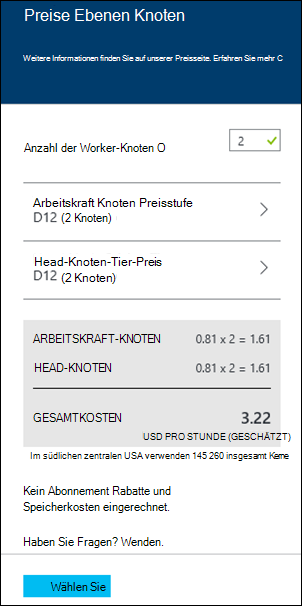 Preise Ebenen Knoten
Weitere Informationen finden Sie auf unserer Preisseite. Erfahren Sie mehr C
Anzahl der Worker-Knoten O
2
Arbeitskraft Knoten Preisstufe
D12 (2 Knoten)
Head-Knoten-Tier-Preis
D12 (2 Knoten)
ARBEITSKRAFT-KNOTEN 0.81 x 2 = 1.61
HEAD-KNOTEN 0.81 x 2 = 1.61
GESAMTKOSTEN 3.22
USD PRO STUNDE (GESCHÄTZT)
Im südlichen zentralen USA verwenden 145 260 insgesamt Kerne
Kein Abonnement Rabatte und
Speicherkosten eingerechnet.
Haben Sie Fragen? Wenden.
Wählen Sie